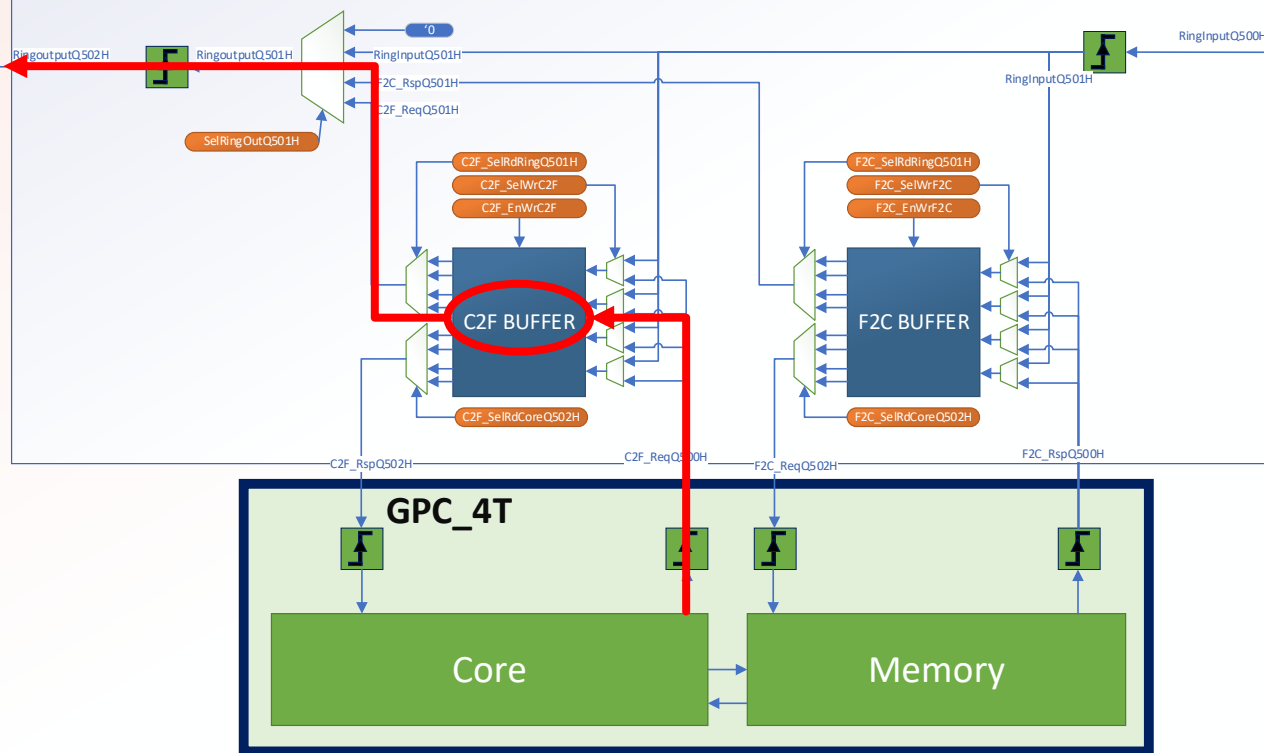 '0
RingInputQ500H
RingoutputQ502H
RingoutputQ501H
RingInputQ501H
RingInputQ501H
F2C_RspQ501H
C2F_ReqQ501H
SelRingOutQ501H
C2F_SelRdRingQ501H
F2C_SelRdRingQ501H
C2F_SelWrC2F
F2C_SelWrF2C
C2F_EnWrC2F
F2C_EnWrF2C
C2F BUFFER
F2C BUFFER
C2F_SelRdCoreQ502H
F2C_SelRdCoreQ502H
C2F_RspQ502H
C2F_ReqQ500H
F2C_ReqQ502H
F2C_RspQ500H
GPC_4T
Core
Memory